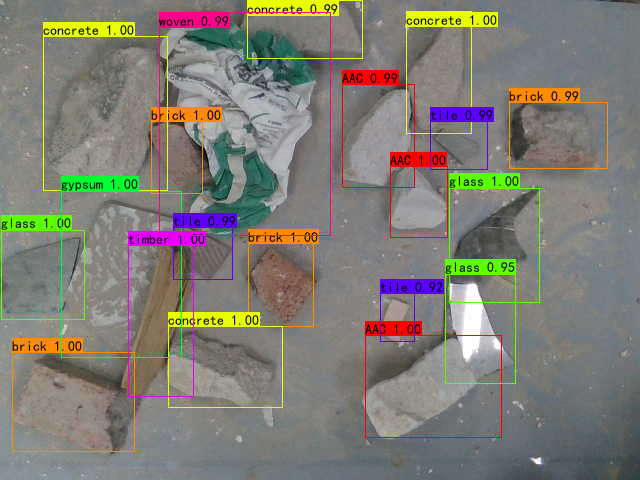 concrete 0.99
woven 0.99
concrete 1.00
concrete 1.00
AAC 0.99
brick 0.99
brick 1.00
tile 0.99
AAC 1.00
gypsum 1.00
glass 1.00
glass 1.00
tile 0.99
timber 1.00
brick 1.00
glass 0.95
tile 0.92
concrete 1.00
AAC 1.00
brick 1.00